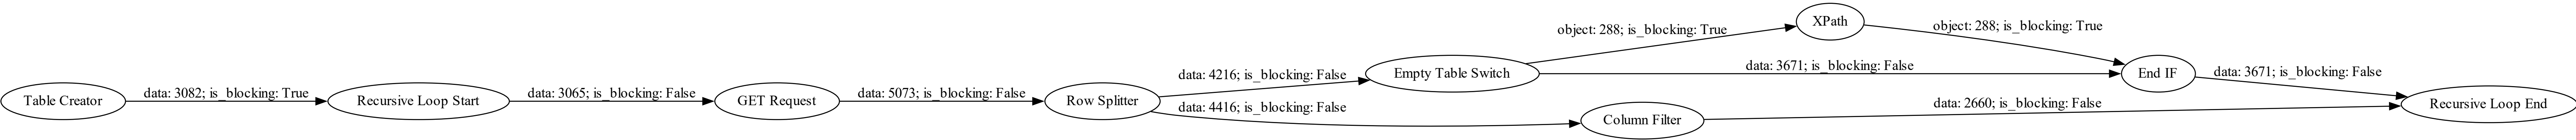 Table Creator
data: 3082; is_blocking: True
Recursive Loop Start
data: 3065; is_blocking: False
GET Request
data: 5073; is_blocking: False
Row Splitter
data: 4216; is_blocking: False
data: 4416; is_blocking: False
Empty Table Switch
object: 288; is_blocking: True
data: 3671; is_blocking: False
Column Filter
XPath
object: 288; is_blocking: True
End IF
data: 3671; is_blocking: False
data: 2660; is_blocking: False
Recursive Loop End